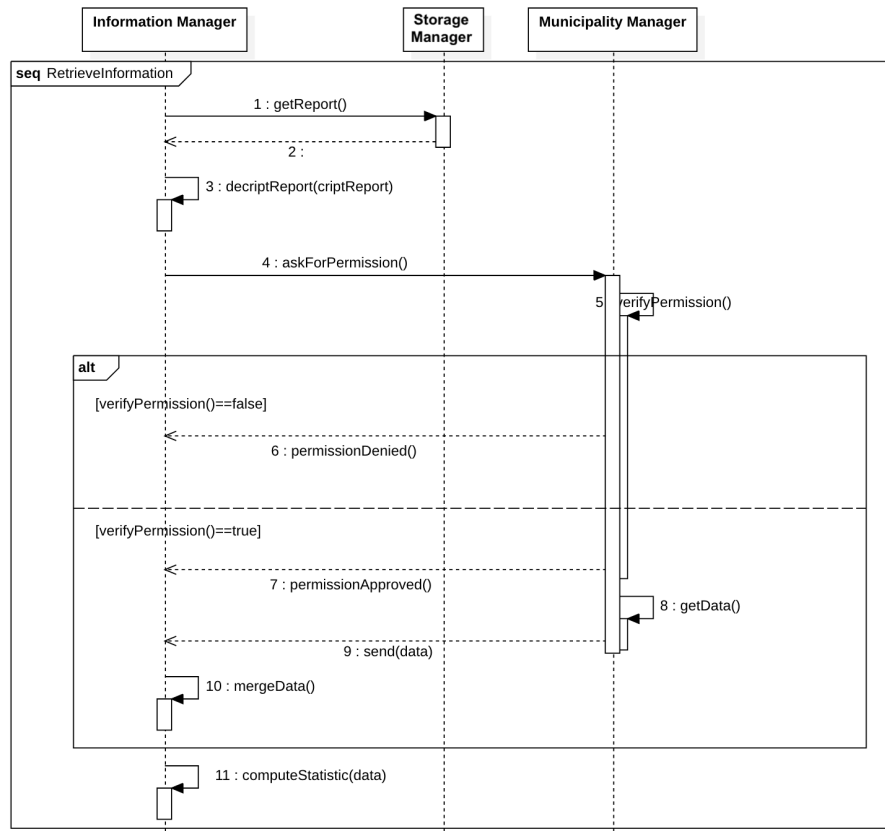 Information Manager
Storage
Manager
Municipality Manager
seq RetrieveInformation
1 : getReport()
2 :
3 : decriptReport(criptReport)
4 : askForPermission()
5 : verifyPermission()
alt
[verifyPermission()==false]
6 : permissionDenied()
[verifyPermission()==true]
7 : permissionApproved()
8 : getData()
9 : send(data)
10 : mergeData()
11 : computeStatistic(data)